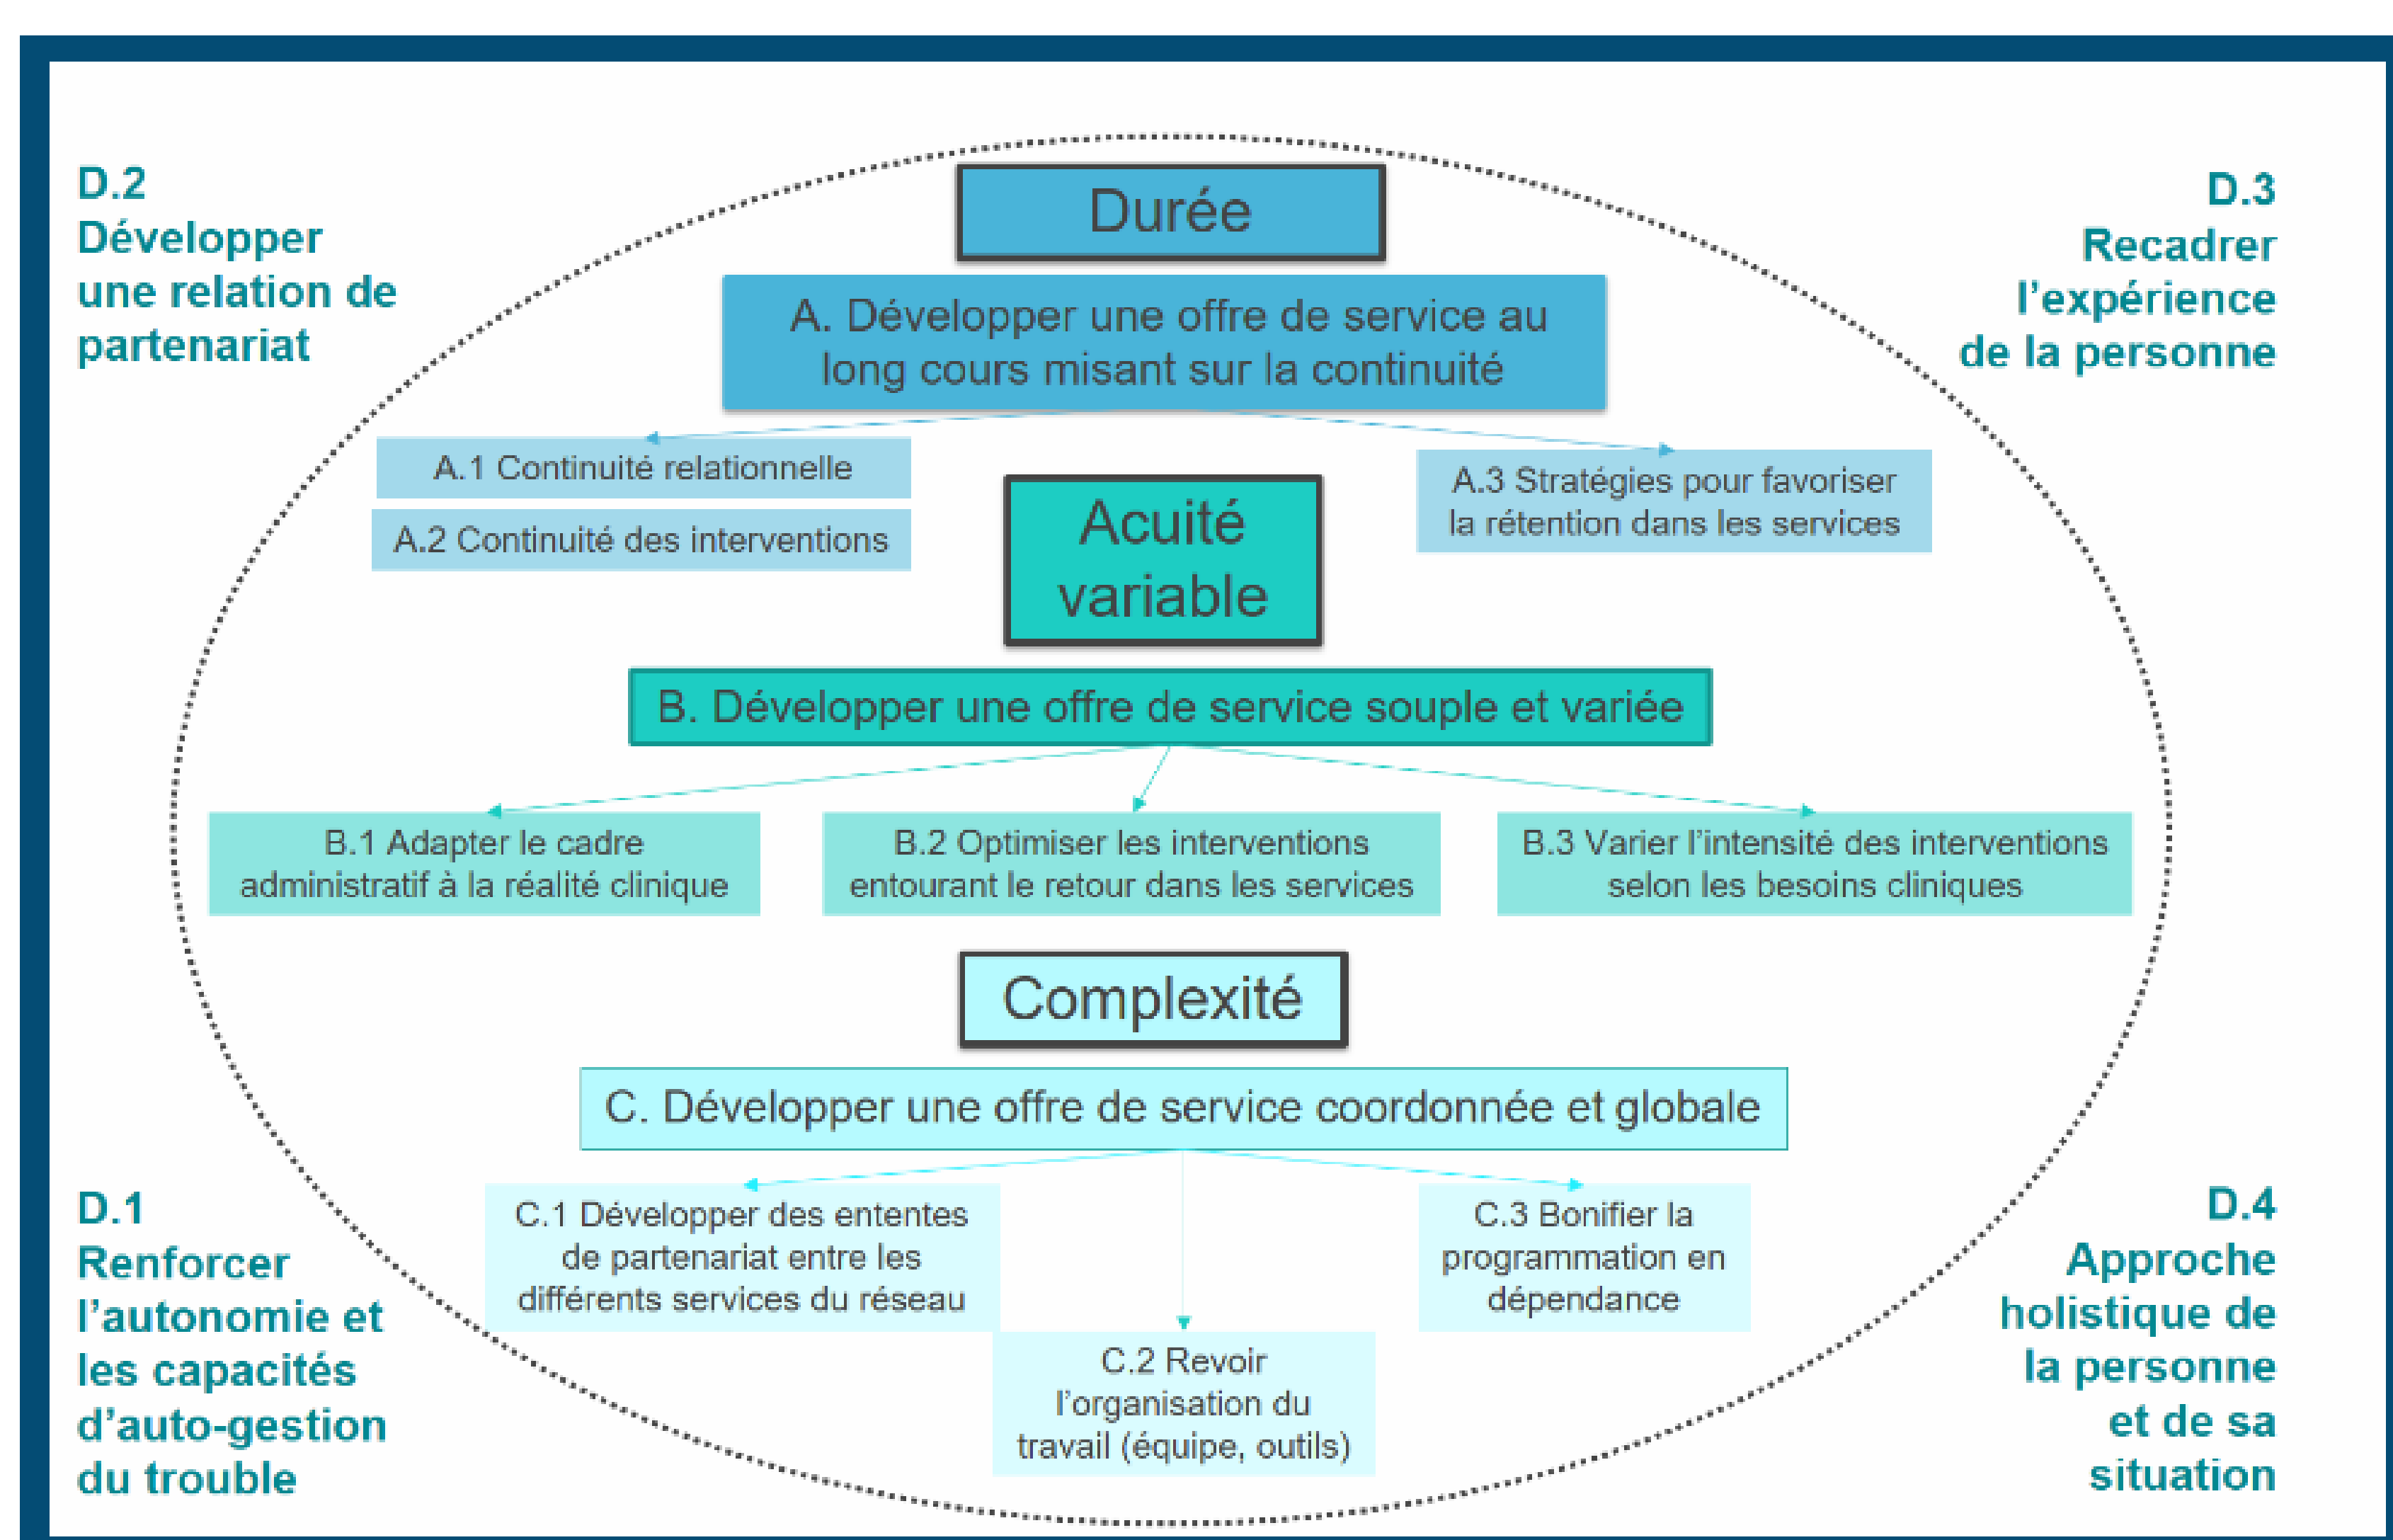 D.2
Développer
une relation de
partenariat
D.3
Recadrer
l'expérience
de la personne
Durée
A. Développer une offre de service au
long cours misant sur la continuité
A.1 Continuité relationnelle
A.2 Continuité des interventions
A.3 Stratégies pour favoriser
la rétention dans les services
Acuité
variable
B. Développer une offre de service souple et variée
B.1 Adapter le cadre
administratif à la réalité clinique
B.2 Optimiser les interventions
entourant le retour dans les services
B.3 Varier l'intensité des interventions
selon les besoins cliniques
Complexité
C. Développer une offre de service coordonnée et globale
C.1 Développer des ententes
de partenariat entre les
différents services du réseau
C.2 Revoir
l'organisation du
travail (équipe, outils)
C.3 Bonifier la
programmation en
dépendance
D.1
Renforcer
l'autonomie et
les capacités
d'auto-gestion
du trouble
D.4
Approche
holistique de
la personne
et de sa
situation